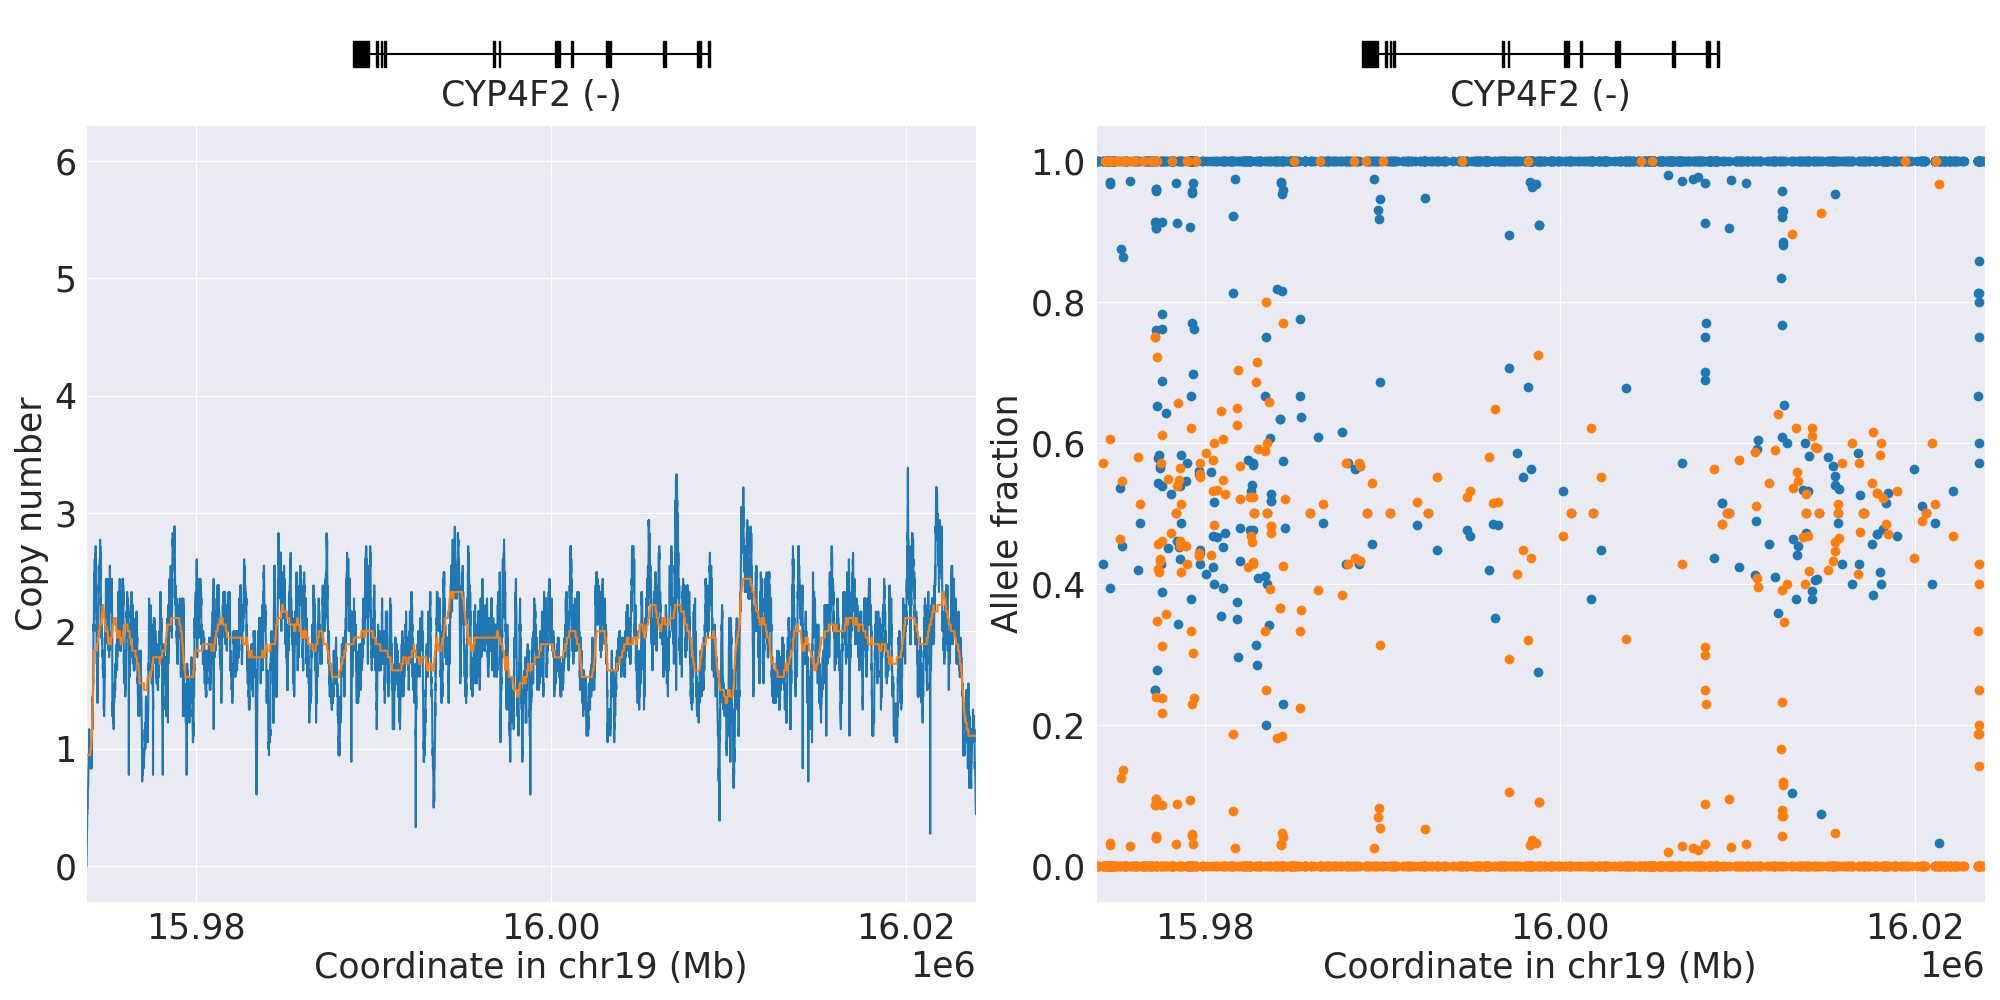 CYP4F2 (-)
6
5
4
3
2
1
0
Copy number
15.98
16.00
16.02
Coordinate in chr19 (Mb)
1e6
CYP4F2 (-)
1.0
0.8
0.6
0.4
0.2
0.0
Allele fraction
15.98
16.00
16.02
Coordinate in chr19 (Mb)
1e6